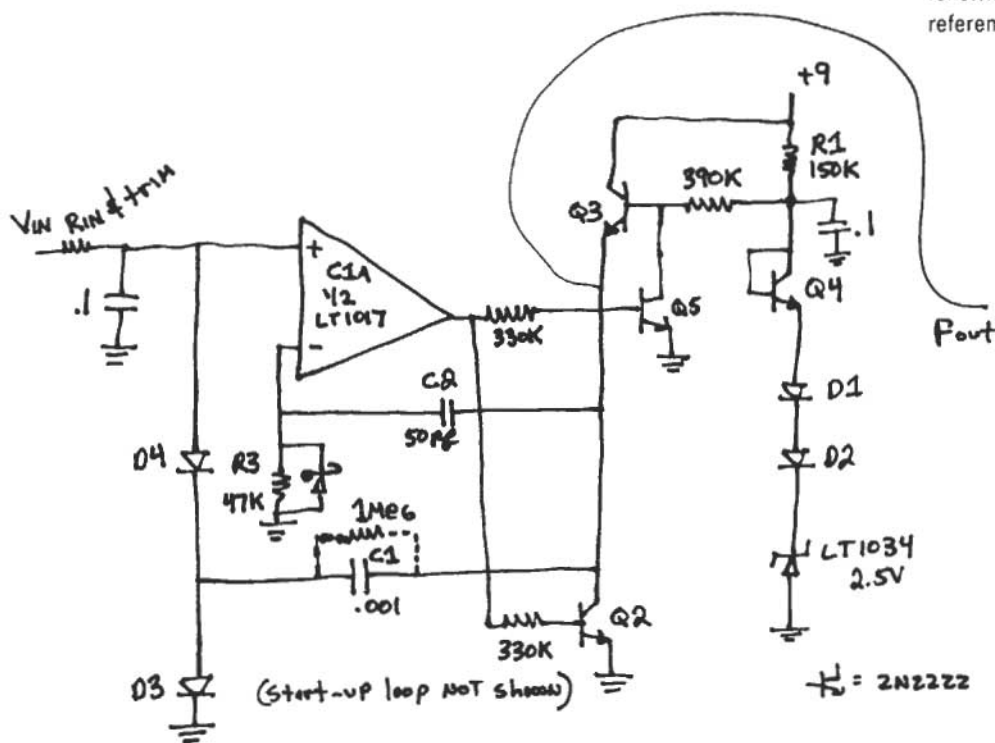 referen
+9
R1
150K
390K
Q3
.1
Q4
VIN RIN & trim
.1
+
C1A
1/2
LT1017
-
330K
Q5
Fout
C2
50pf
D1
D2
D4
R3
47K
1Meg
C1
.001
LT1034
2.5V
Q2
330K
D3
(Start-up loop NOT shown)
= 2N2222